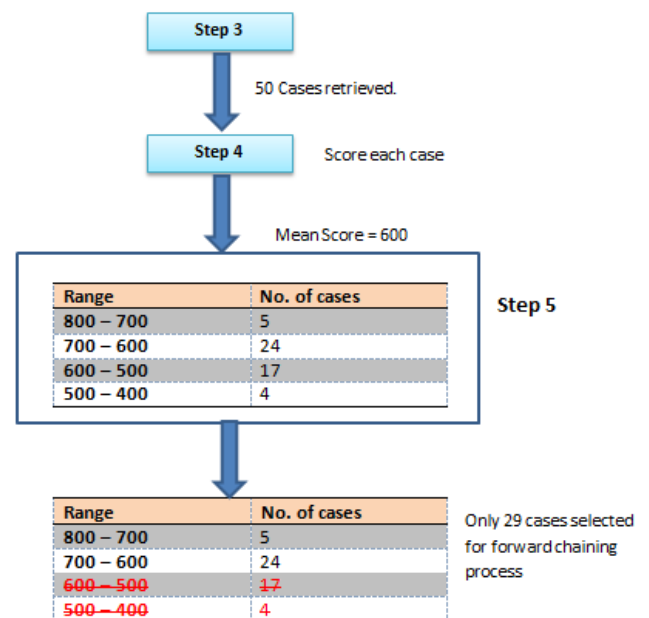 Step 3
50 Cases retrieved.
Step 4
Score each case
Mean Score = 600
Range No. of cases
800 – 700 5
700 – 600 24
600 – 500 17
500 – 400 4
Step 5
Range No. of cases
800 – 700 5
700 – 600 24
600 – 500 17
500 – 400 4
Only 29 cases selected
for forward chaining
process